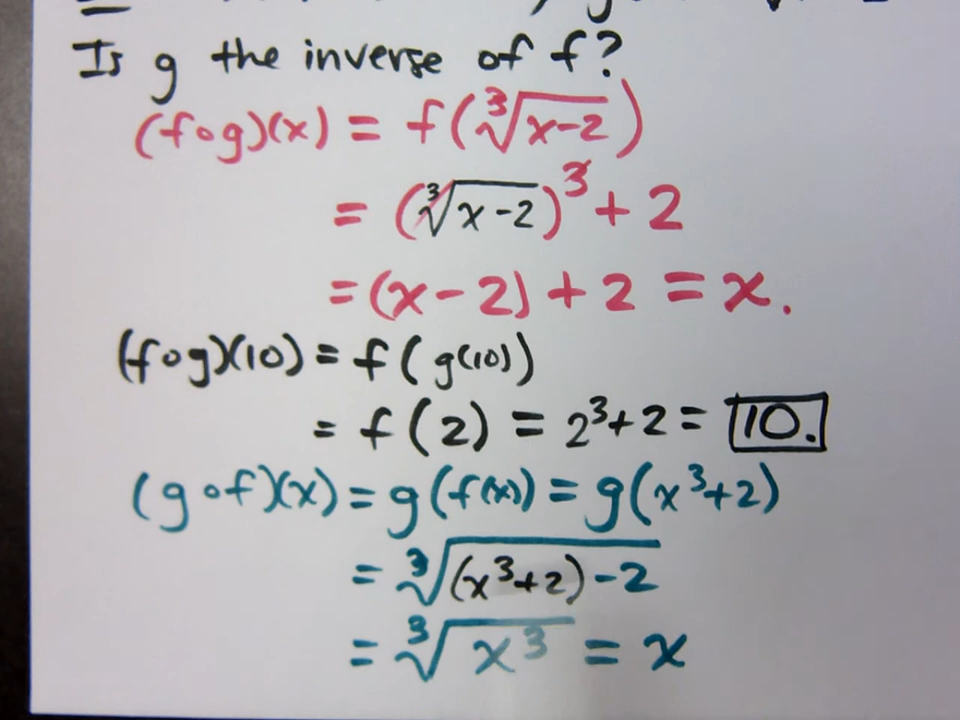 Is g the inverse of f?
(f∘g)(x) = f(∛(x-2))
= (∛(x-2))³ + 2
= (x-2) + 2 = x.
(f∘g)(10) = f(g(10))
= f(2) = 2³+2 = 10.
(g∘f)(x) = g(f(x)) = g(x³+2)
= ∛((x³+2)-2)
= ∛(x³) = x